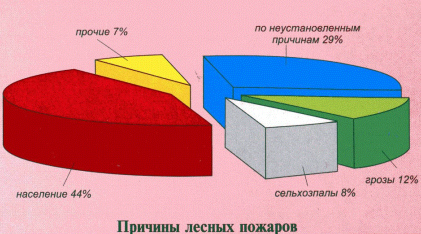 прочие 7%
по неустановленным
причинам 29%
население 44%
сельхозпалы 8%
грозы 12%
Причины лесных пожаров